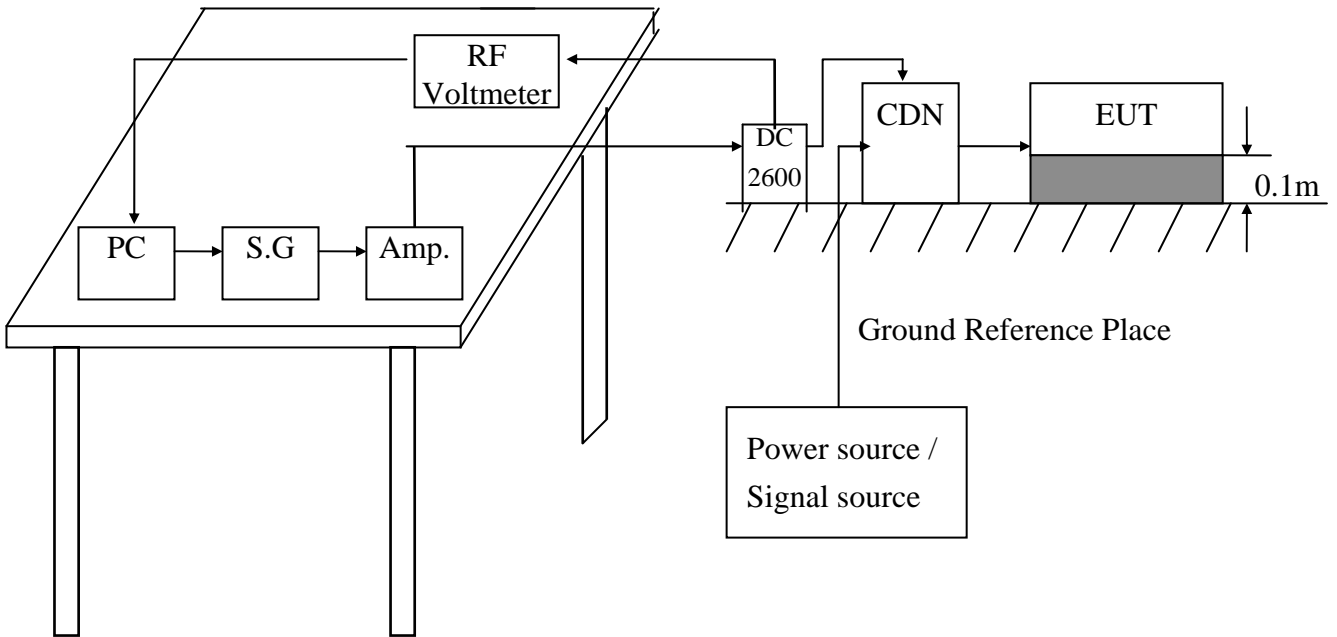 RF
Voltmeter
DC
2600
CDN
EUT
0.1m
PC
S.G
Amp.
Ground Reference Place
Power source /
Signal source